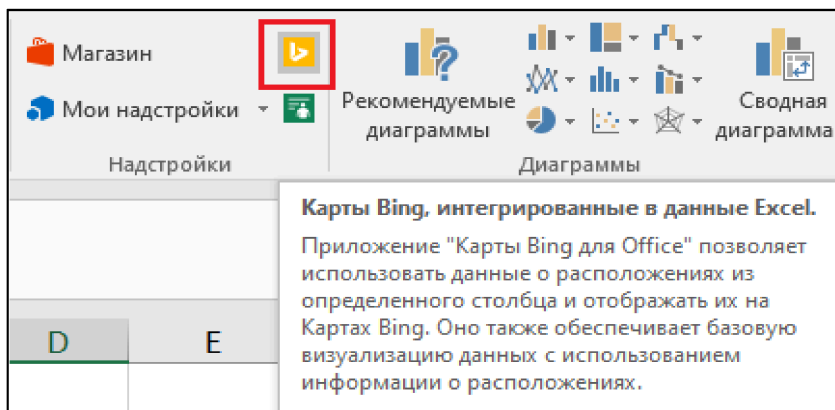 Магазин
Мои надстройки
Надстройки
Рекомендуемые
диаграммы
Сводная
диаграмма
Диаграммы
Карты Bing, интегрированные в данные Excel.
Приложение "Карты Bing для Office" позволяет
использовать данные о расположениях из
определенного столбца и отображать их на
Картах Bing. Оно также обеспечивает базовую
визуализацию данных с использованием
информации о расположениях.
D E